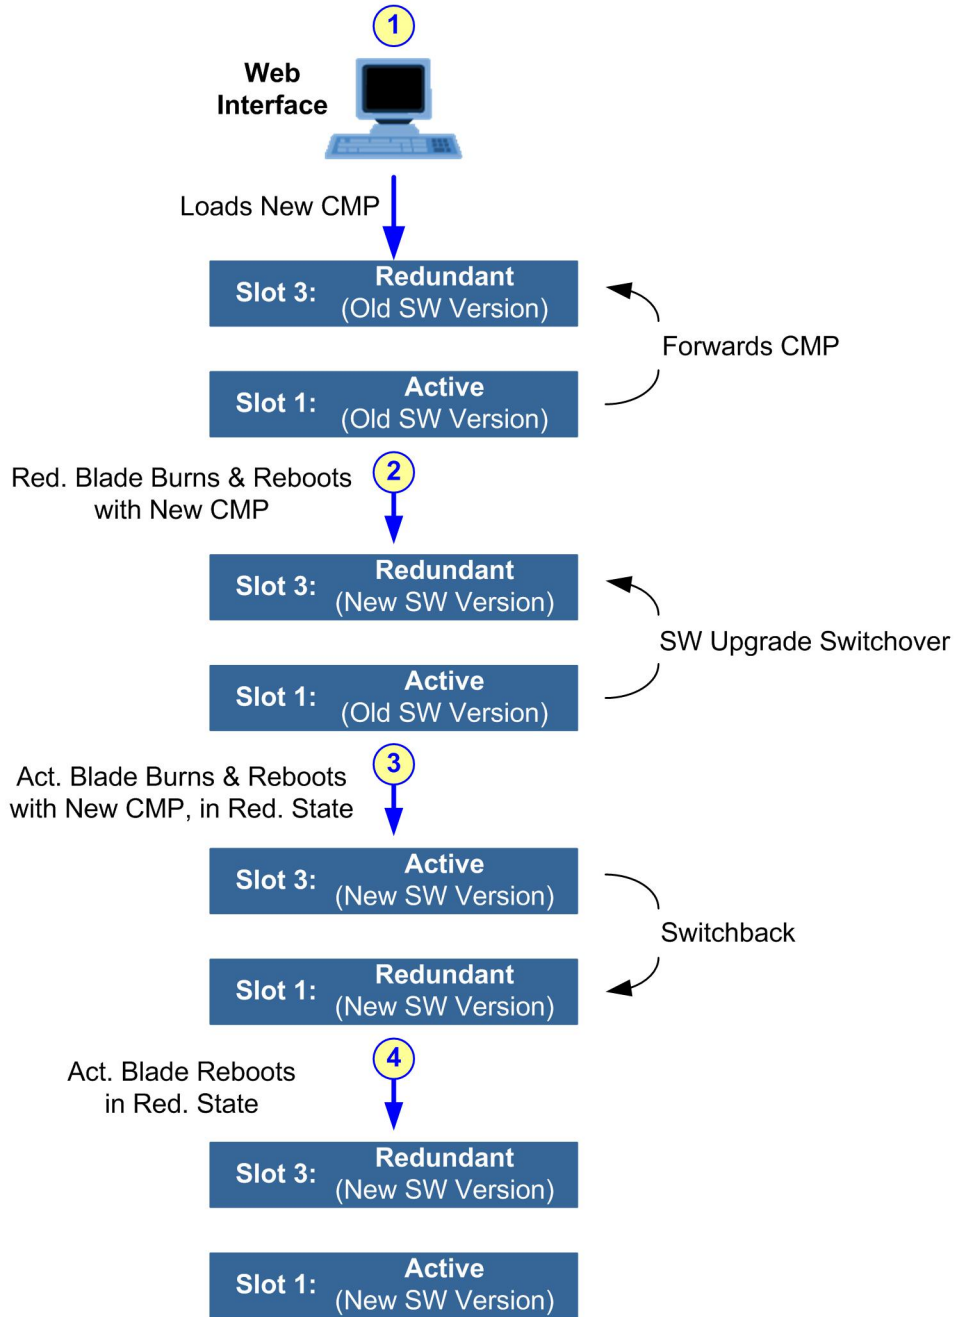 1
Web
Interface
Loads New CMP
Slot 3: Redundant
(Old SW Version)
Forwards CMP
Slot 1: Active
(Old SW Version)
2
Red. Blade Burns & Reboots
with New CMP
Slot 3: Redundant
(New SW Version)
SW Upgrade Switchover
Slot 1: Active
(Old SW Version)
3
Act. Blade Burns & Reboots
with New CMP, in Red. State
Slot 3: Active
(New SW Version)
Switchback
Slot 1: Redundant
(New SW Version)
4
Act. Blade Reboots
in Red. State
Slot 3: Redundant
(New SW Version)
Slot 1: Active
(New SW Version)